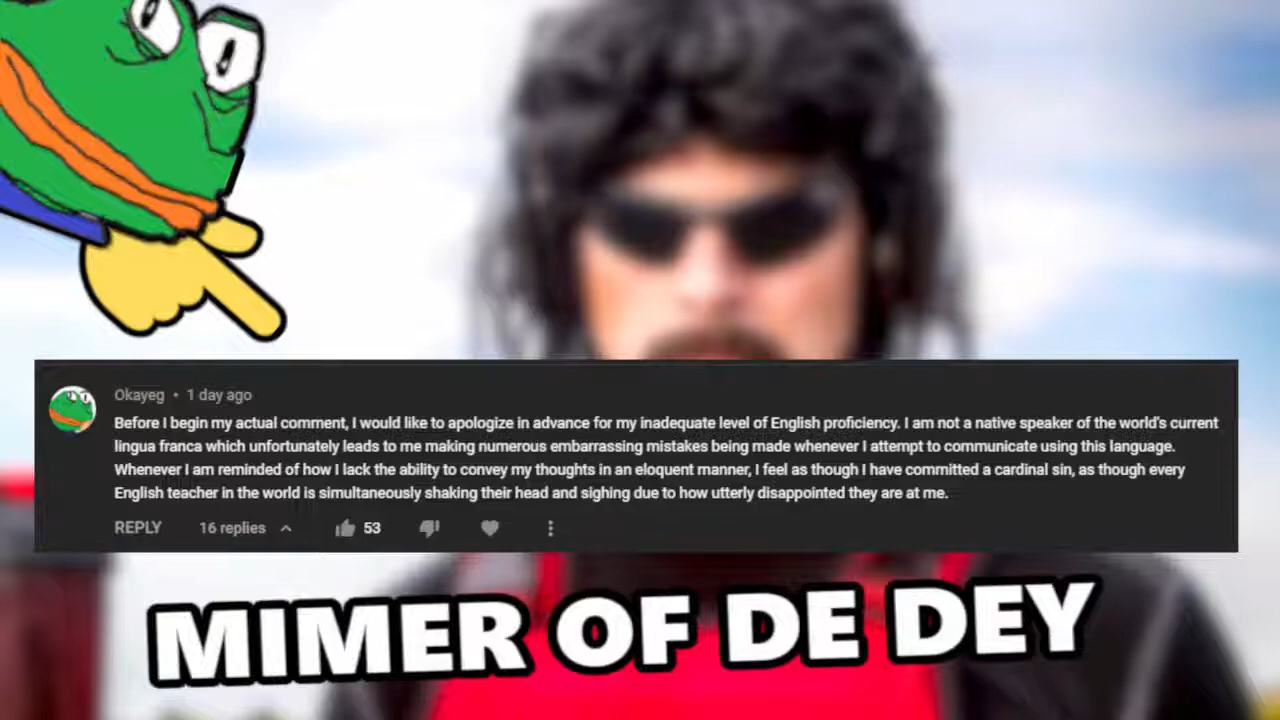 Okayeg • 1 day ago
Before I begin my actual comment, I would like to apologize in advance for my inadequate level of English proficiency. I am not a native speaker of the world's current
lingua franca which unfortunately leads to me making numerous embarrassing mistakes being made whenever I attempt to communicate using this language.
Whenever I am reminded of how I lack the ability to convey my thoughts in an eloquent manner, I feel as though I have committed a cardinal sin, as though every
English teacher in the world is simultaneously shaking their head and sighing due to how utterly disappointed they are at me.
REPLY 16 replies 53
MIMER OF DE DEY